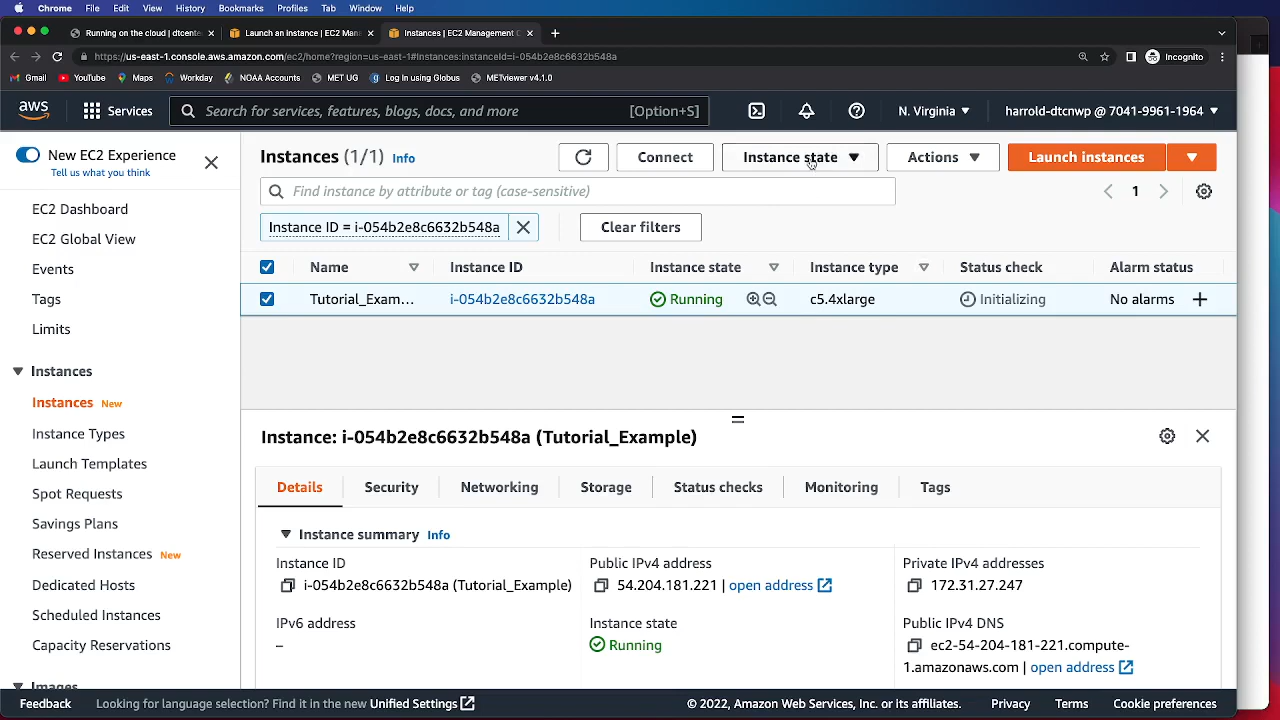 Chrome File Edit View History Bookmarks Profiles Tab Window Help
Running on the cloud | dtcente Launch an instance | EC2 Man Instances | EC2 Management C
https://us-east-1.console.aws.amazon.com/ec2/home?region=us-east-1#Instances:instanceId=i-054b2e8c6632b548a Incognito
Gmail YouTube Maps Workday NOAA Accounts MET UG Log In using Globus METViewer v4.1.0
aws Services Search for services, features, blogs, docs, and more [Option+S] N. Virginia harrold-dtcnwp @ 7041-9961-1964
New EC2 Experience
Tell us what you think
EC2 Dashboard
EC2 Global View
Events
Tags
Limits
Instances
Instances New
Instance Types
Launch Templates
Spot Requests
Savings Plans
Reserved Instances New
Dedicated Hosts
Scheduled Instances
Capacity Reservations
Images
Instances (1/1) Info Connect Instance state Actions Launch instances
Find instance by attribute or tag (case-sensitive) 1
Instance ID = i-054b2e8c6632b548a Clear filters
Name Instance ID Instance state Instance type Status check Alarm status
Tutorial_Exam... i-054b2e8c6632b548a Running c5.4xlarge Initializing No alarms
Instance: i-054b2e8c6632b548a (Tutorial_Example)
Details Security Networking Storage Status checks Monitoring Tags
Instance summary Info
Instance ID Public IPv4 address Private IPv4 addresses
i-054b2e8c6632b548a (Tutorial_Example) 54.204.181.221 | open address 172.31.27.247
IPv6 address Instance state Public IPv4 DNS
– Running ec2-54-204-181-221.compute-
1.amazonaws.com | open address
Feedback Looking for language selection? Find it in the new Unified Settings © 2022, Amazon Web Services, Inc. or its affiliates. Privacy Terms Cookie preferences